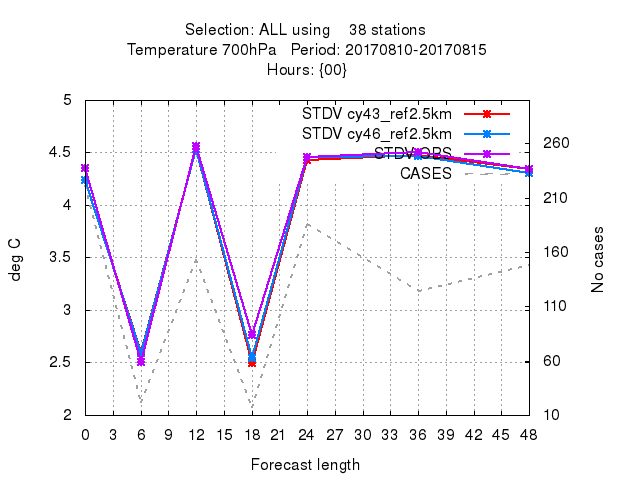 Selection: ALL using 38 stations
Temperature 700hPa Period: 20170810-20170815
Hours: {00}
STDV cy43_ref2.5km
STDV cy46_ref2.5km
STDV OBS
CASES
5
4.5
4
3.5
3
2.5
2
260
210
160
110
60
10
deg C
No cases
0 3 6 9 12 15 18 21 24 27 30 33 36 39 42 45 48
Forecast length